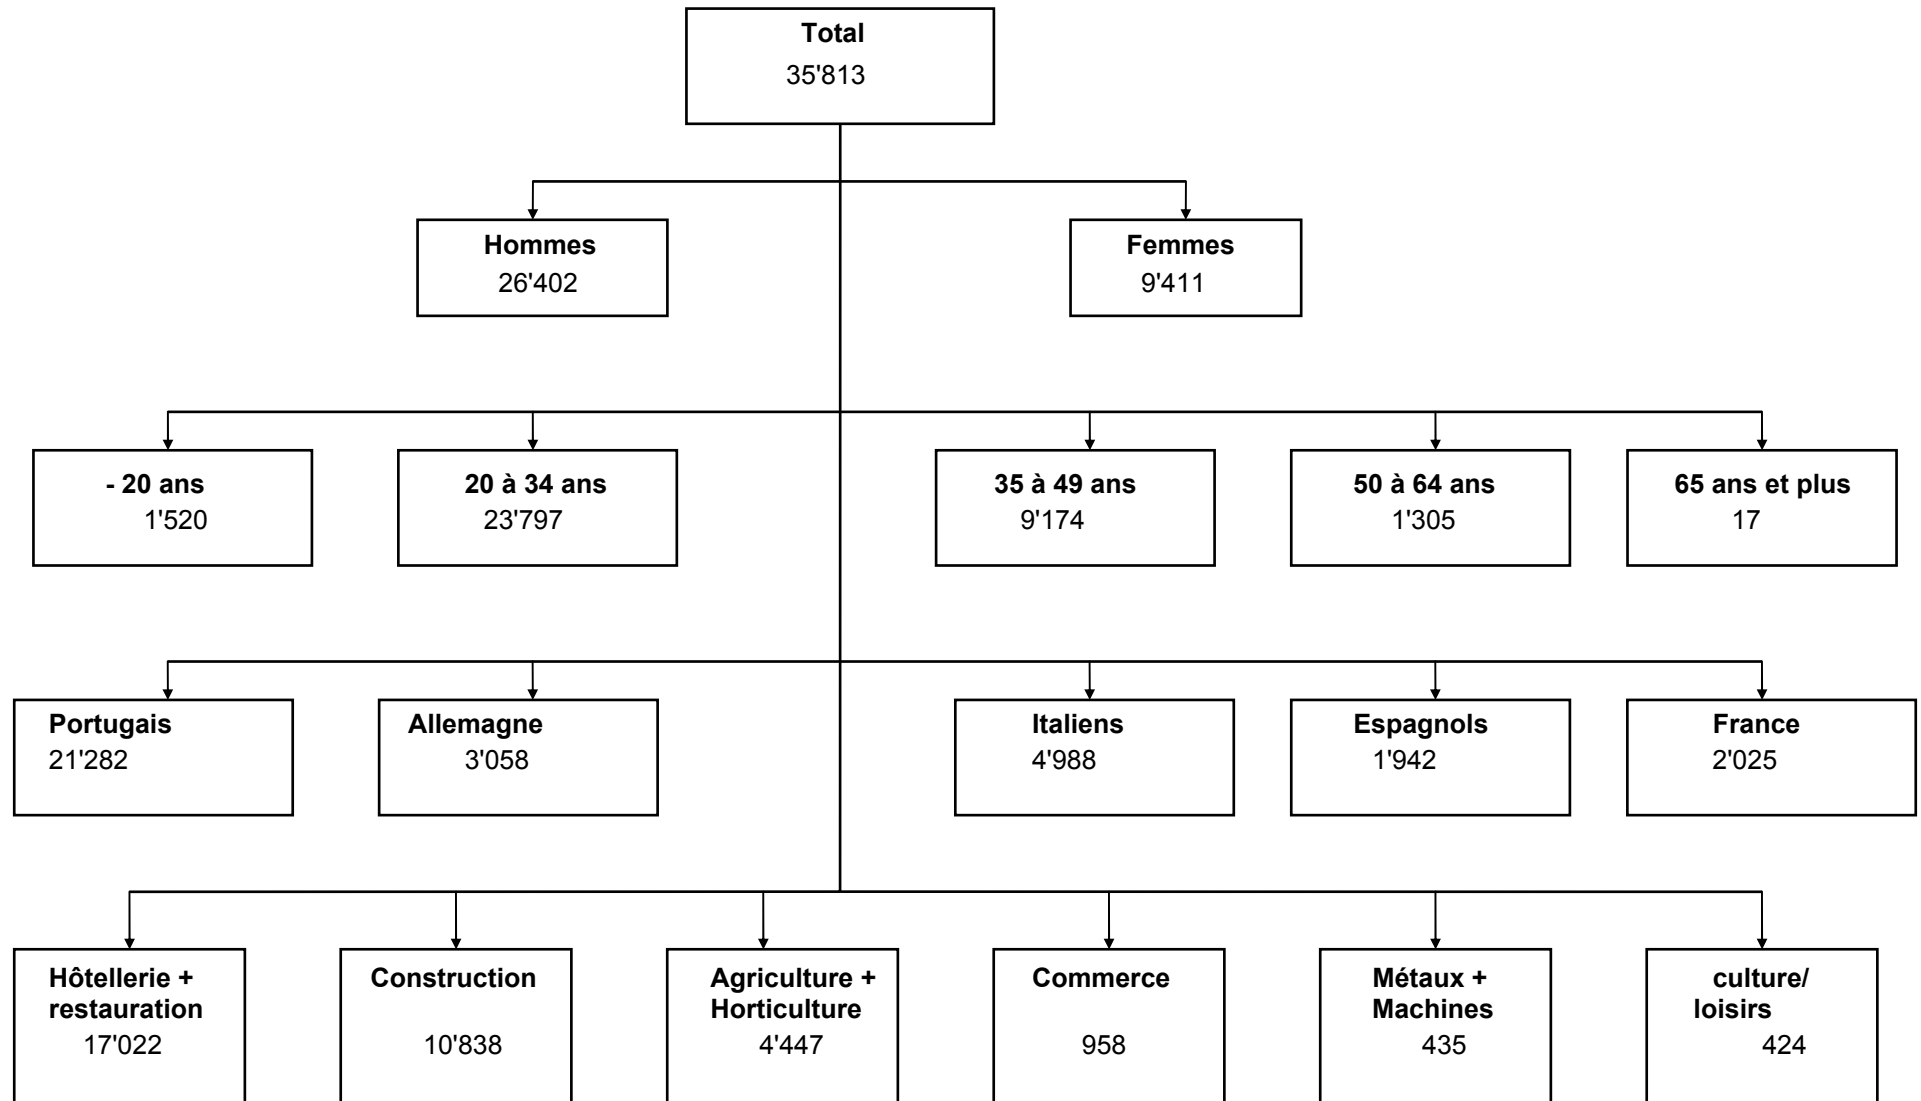 Total
35'813
Hommes
26'402
Femmes
9'411
- 20 ans
1'520
20 à 34 ans
23'797
35 à 49 ans
9'174
50 à 64 ans
1'305
65 ans et plus
17
Portugais
21'282
Allemagne
3'058
Italiens
4'988
Espagnols
1'942
France
2'025
Hôtellerie +
restauration
17'022
Construction
10'838
Agriculture +
Horticulture
4'447
Commerce
958
Métaux +
Machines
435
culture/
loisirs
424